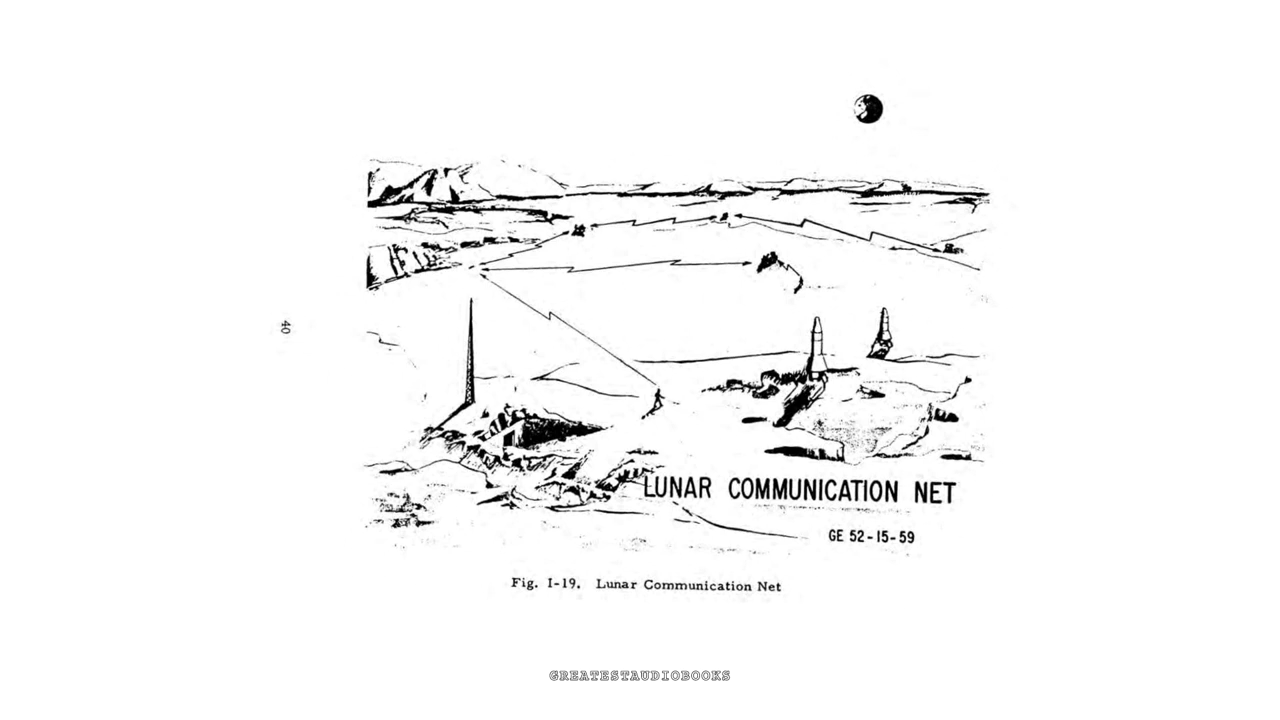 40
LUNAR COMMUNICATION NET
GE 52-15-59
Fig. I-19. Lunar Communication Net
GREATESTAUDIOBOOKS